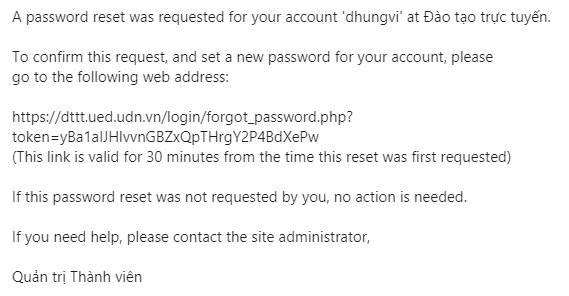 A password reset was requested for your account 'dhungvi' at Đào tạo trực tuyến.
To confirm this request, and set a new password for your account, please
go to the following web address:
https://dttt.ued.udn.vn/login/forgot_password.php?
token=yBa1alJHlvvnGBZxQpTHrgY2P4BdXePw
(This link is valid for 30 minutes from the time this reset was first requested)
If this password reset was not requested by you, no action is needed.
If you need help, please contact the site administrator,
Quản trị Thành viên